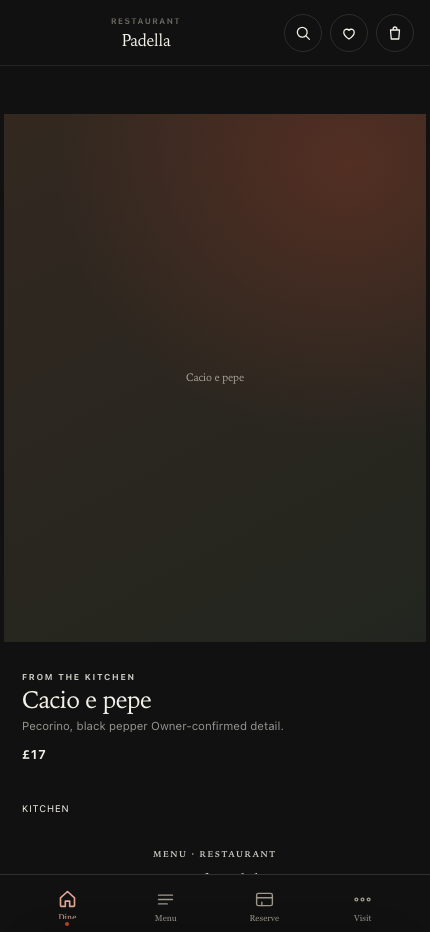 RESTAURANT
Padella
Cacio e pepe
FROM THE KITCHEN
Cacio e pepe
Pecorino, black pepper Owner-confirmed detail.
£17
KITCHEN
MENU · RESTAURANT
Dine
Menu
Reserve
Visit